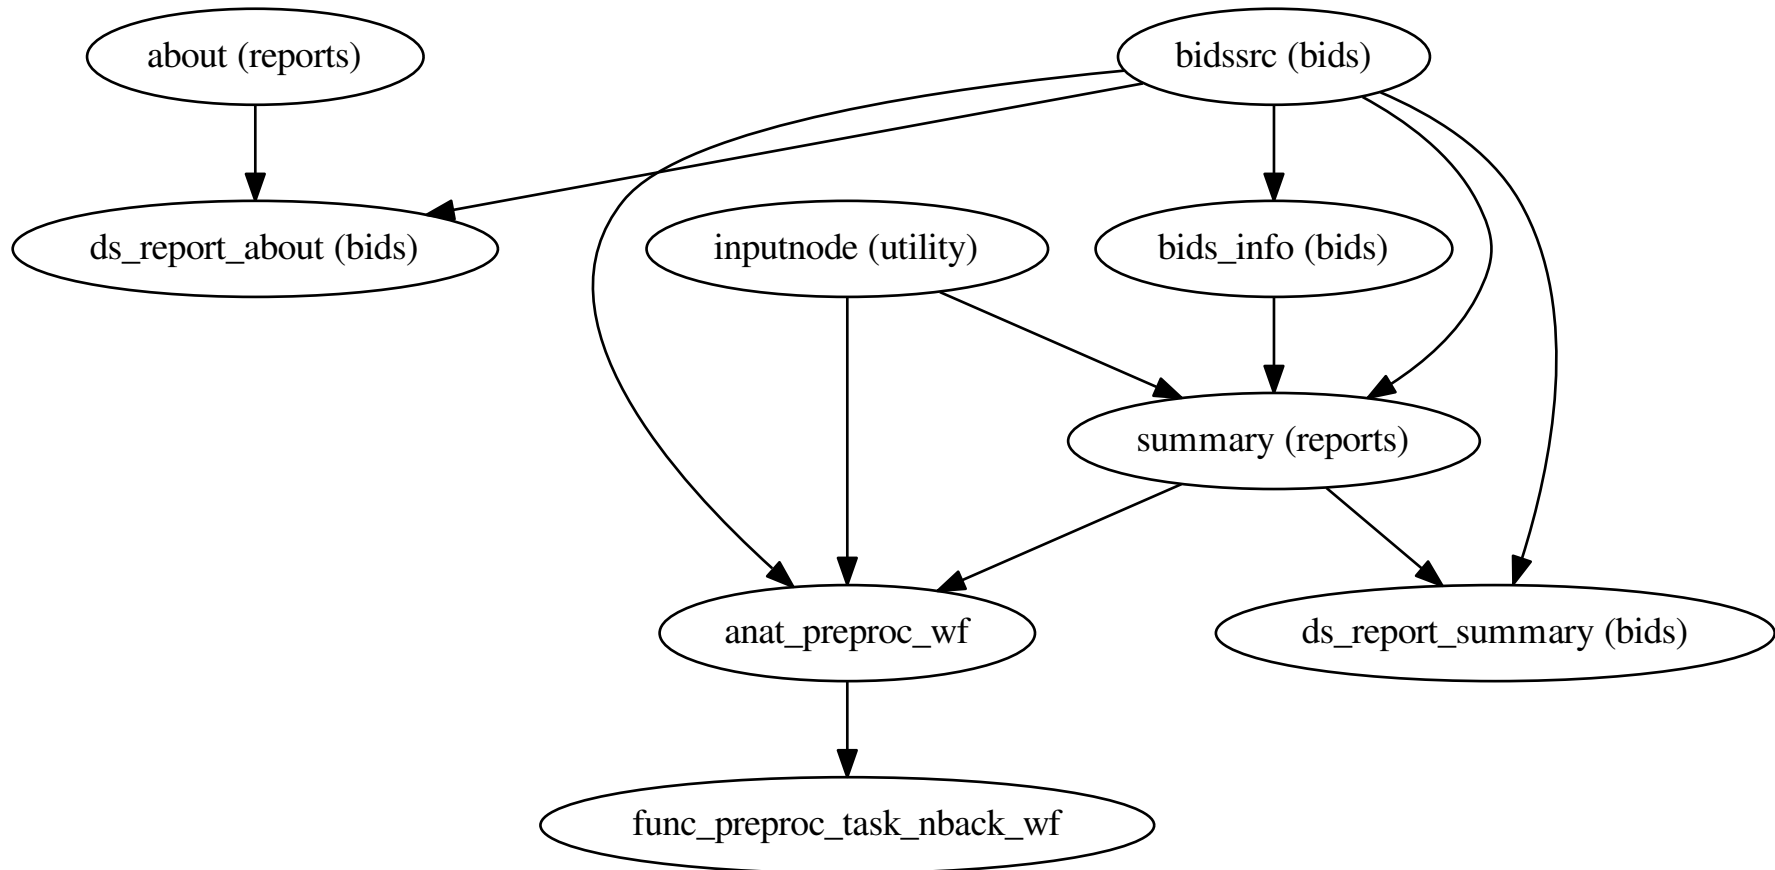 about (reports)
bidssrc (bids)
ds_report_about (bids)
inputnode (utility)
bids_info (bids)
summary (reports)
anat_preproc_wf
ds_report_summary (bids)
func_preproc_task_nback_wf